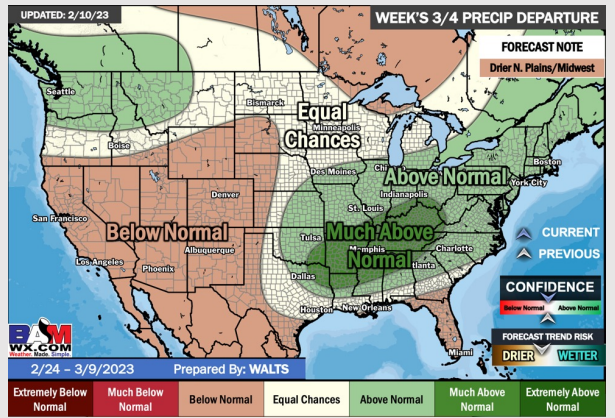 UPDATED: 2/10/23
WEEK'S 3/4 PRECIP DEPARTURE
FORECAST NOTE
Drier N. Plains/Midwest
Seattle
Bismarck
Equal
Chances
Minneapolis
Boise
Des Moines
Chi
Above Normal
Boston
York City
Indianapolis
Denver
St. Louis
San Francisco
Below Normal
Much Above
Normal
CURRENT
Tulsa
Memphis
Charlotte
PREVIOUS
Albuquerque
Los Angeles
Phoenix
Dallas
tlanta
CONFIDENCE
Below Normal
Above Normal
Houston
New Orleans
BAM
WX.COM
Weather. Made. Simple.
FORECAST TREND RISK
DRIER
WETTER
Miami
2/24 – 3/9/2023
Prepared By: WALTS
Extremely Below
Normal
Much Below
Normal
Below Normal
Equal Chances
Above Normal
Much Above
Normal
Extremely Above
Normal